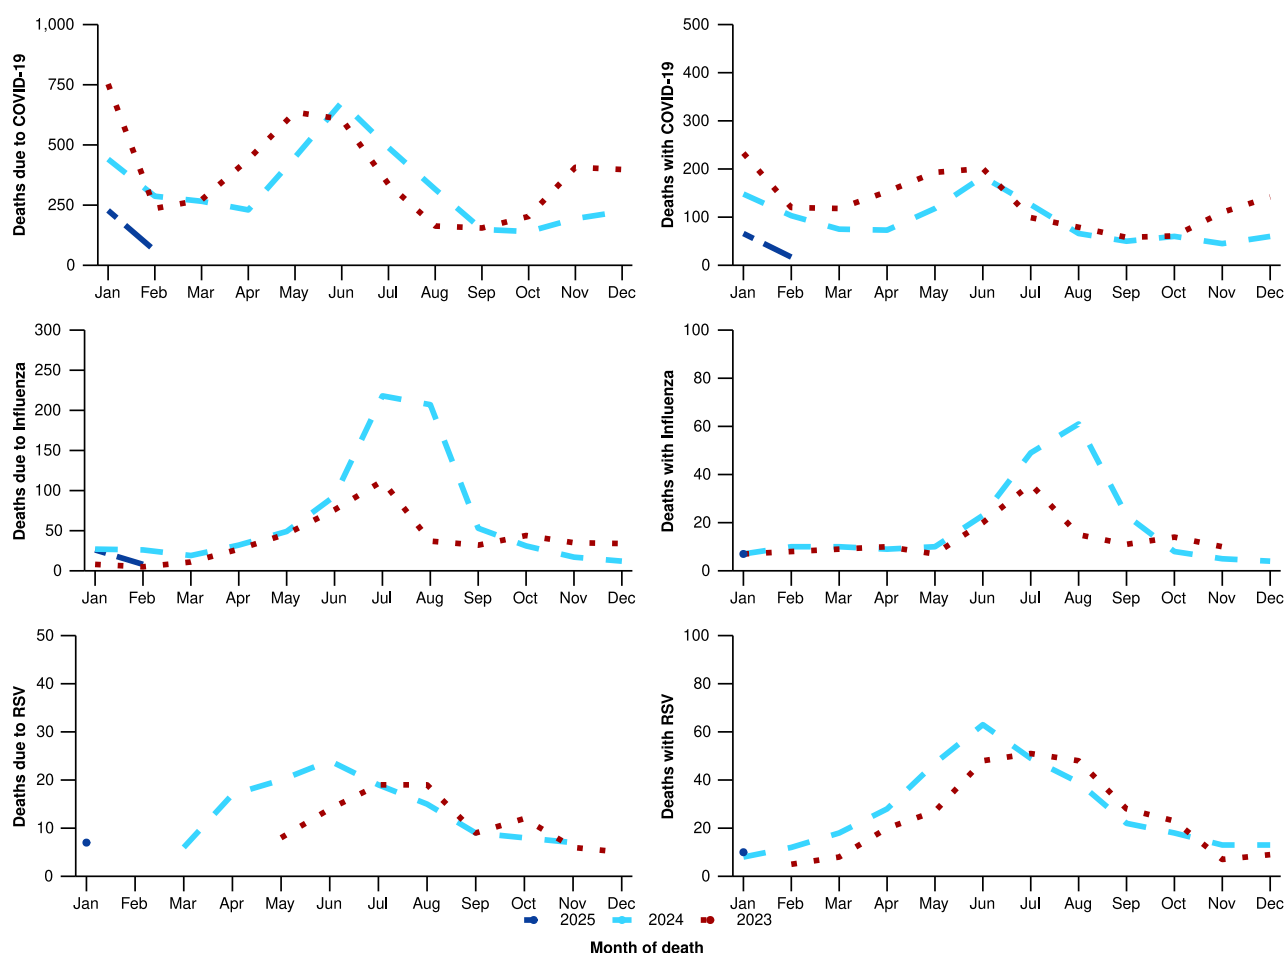 Deaths due to COVID-19
1,000
750
500
250
0
Jan Feb Mar Apr May Jun Jul Aug Sep Oct Nov Dec
Deaths with COVID-19
500
400
300
200
100
0
Jan Feb Mar Apr May Jun Jul Aug Sep Oct Nov Dec
Deaths due to Influenza
300
250
200
150
100
50
0
Jan Feb Mar Apr May Jun Jul Aug Sep Oct Nov Dec
Deaths with Influenza
100
80
60
40
20
0
Jan Feb Mar Apr May Jun Jul Aug Sep Oct Nov Dec
Deaths due to RSV
50
40
30
20
10
0
Jan Feb Mar Apr May Jun Jul Aug Sep Oct Nov Dec
Deaths with RSV
100
80
60
40
20
0
Jan Feb Mar Apr May Jun Jul Aug Sep Oct Nov Dec
2025 2024 2023
Month of death